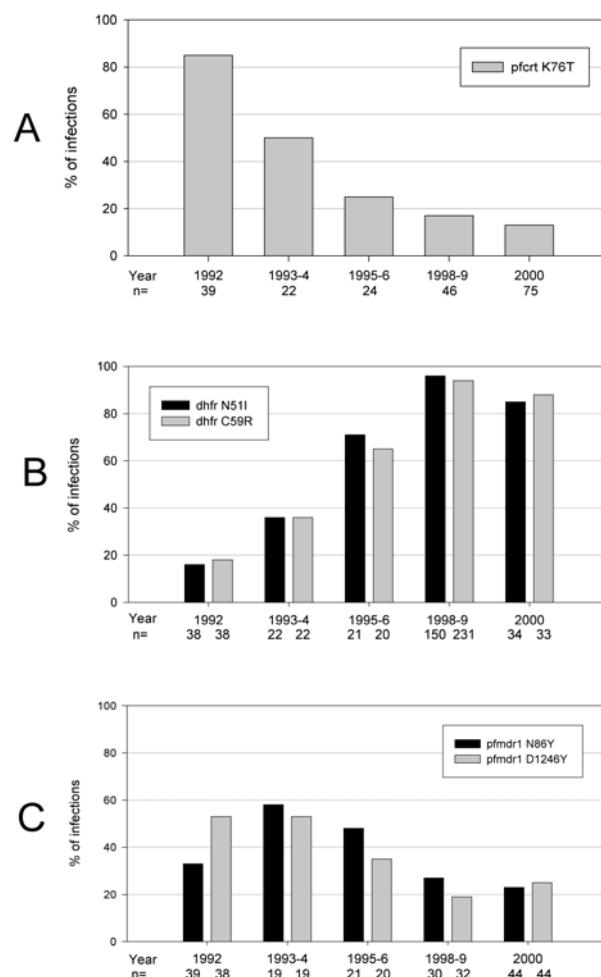 A
% of infections
100
80
60
40
20
0
pfcrt K76T
Year 1992 1993-4 1995-6 1998-9 2000
n= 39 22 24 46 75
B
% of infections
100
80
60
40
20
0
dhfr N51I
dhfr C59R
Year 1992 1993-4 1995-6 1998-9 2000
n= 38 38 22 22 21 20 150 231 34 33
C
% of infections
100
80
60
40
20
0
pfmdr1 N86Y
pfmdr1 D1246Y
Year 1992 1993-4 1995-6 1998-9 2000
n= 39 38 19 19 21 20 30 32 44 44